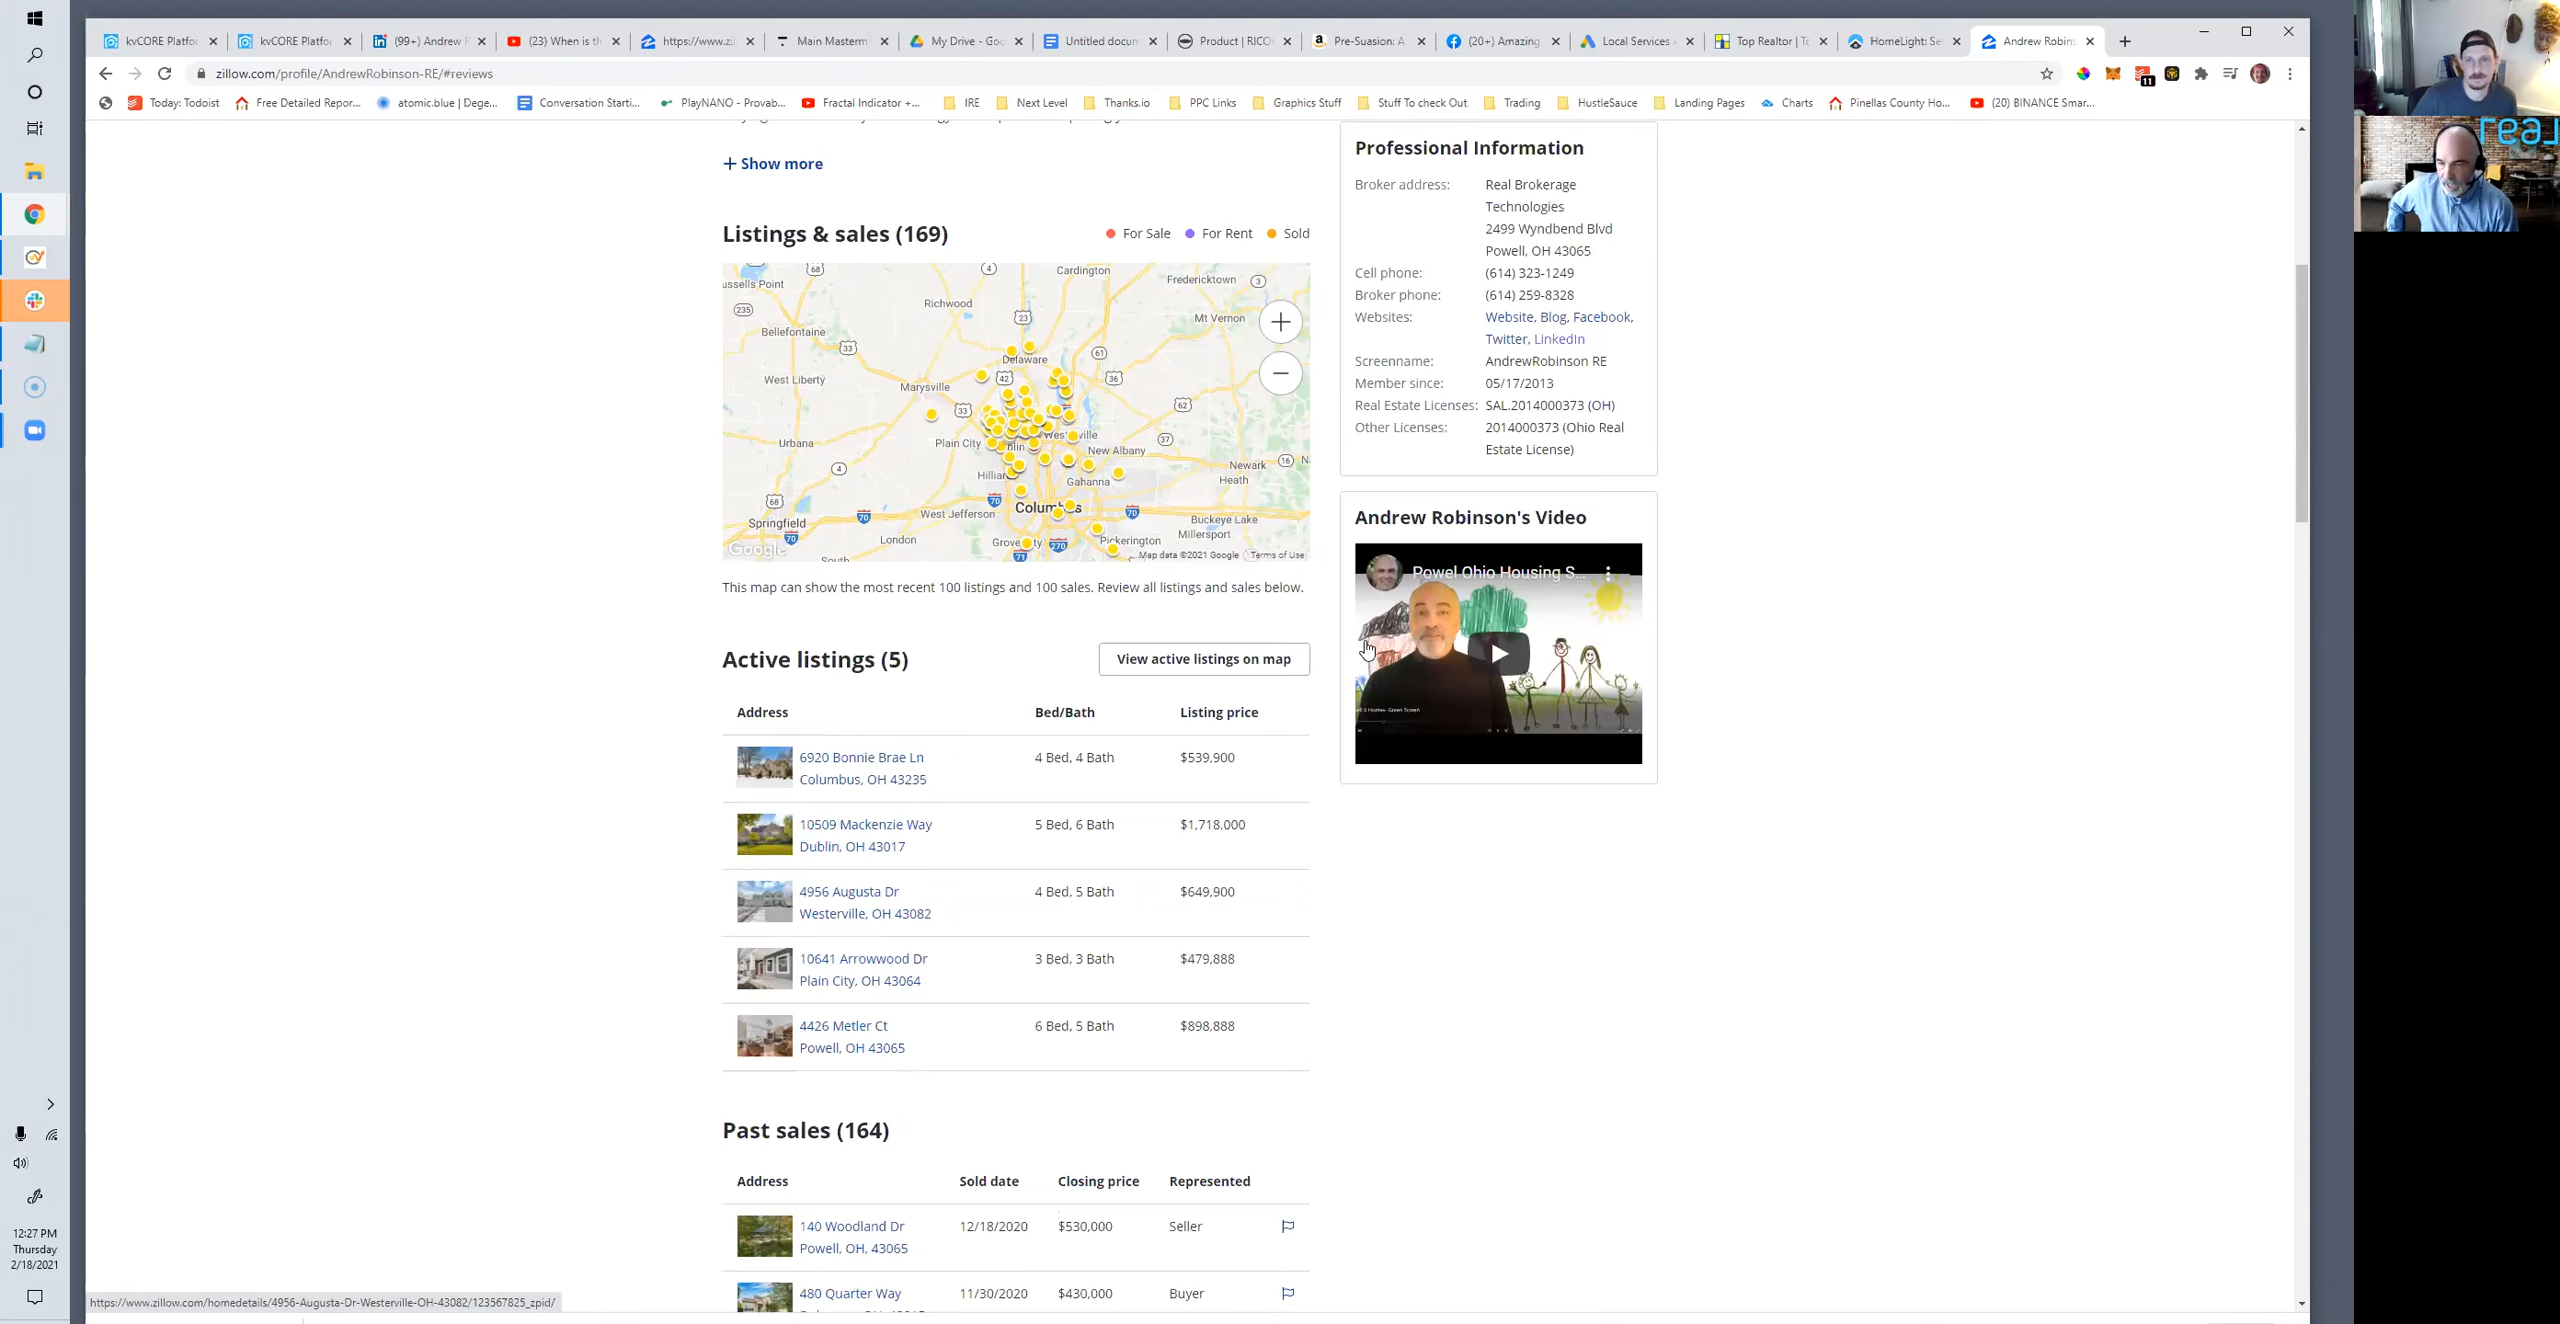 kvCORE Platfor
kvCORE Platfor
(99+) Andrew R
(23) When is th
https://www.zil
Main Masterm
My Drive - Goo
Untitled docum
Product | RICO
Pre-Suasion: A
(20+) Amazing
Local Services A
Top Realtor | To
HomeLight: Se
Andrew Robins
zillow.com/profile/AndrewRobinson-RE/#reviews
Today: Todoist
Free Detailed Repor...
atomic.blue | Dege...
Conversation Starti...
PlayNANO - Provab...
Fractal Indicator +...
IRE
Next Level
Thanks.io
PPC Links
Graphics Stuff
Stuff To check Out
Trading
HustleSauce
Landing Pages
Charts
Pinellas County Ho...
(20) BINANCE Smar...
11
real
+ Show more
Listings & sales (169)
For Sale
For Rent
Sold
Cardington
Fredericktown
ussells Point
Richwood
Mt Vernon
Bellefontaine
Delaware
West Liberty
Marysville
Urbana
Plain City
New Albany
Newark
Heath
Gahanna
Springfield
West Jefferson
Buckeye Lake
Millersport
London
Pickerington
Google
Map data ©2021 Google
Terms of Use
This map can show the most recent 100 listings and 100 sales. Review all listings and sales below.
Active listings (5)
View active listings on map
Address Bed/Bath Listing price
6920 Bonnie Brae Ln 4 Bed, 4 Bath $539,900
Columbus, OH 43235
10509 Mackenzie Way 5 Bed, 6 Bath $1,718,000
Dublin, OH 43017
4956 Augusta Dr 4 Bed, 5 Bath $649,900
Westerville, OH 43082
10641 Arrowwood Dr 3 Bed, 3 Bath $479,888
Plain City, OH 43064
4426 Metler Ct 6 Bed, 5 Bath $898,888
Powell, OH 43065
Past sales (164)
Address Sold date Closing price Represented
140 Woodland Dr 12/18/2020 $530,000 Seller
Powell, OH, 43065
480 Quarter Way 11/30/2020 $430,000 Buyer
Professional Information
Broker address: Real Brokerage
Technologies
2499 Wyndbend Blvd
Powell, OH 43065
Cell phone: (614) 323-1249
Broker phone: (614) 259-8328
Websites: Website, Blog, Facebook,
Twitter, LinkedIn
Screenname: AndrewRobinson RE
Member since: 05/17/2013
Real Estate Licenses: SAL.2014000373 (OH)
Other Licenses: 2014000373 (Ohio Real
Estate License)
Andrew Robinson's Video
Powel Ohio Housing S...
12:27 PM
Thursday
2/18/2021
https://www.zillow.com/homedetails/4956-Augusta-Dr-Westerville-OH-43082/123567825_zpid/